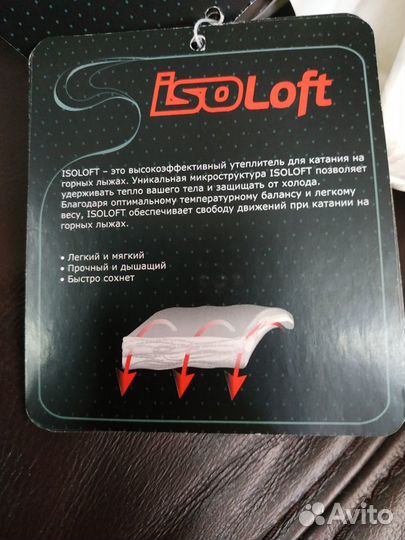 isoLoft
ISOLOFT – это высокоэффективный утеплитель для катания на
горных лыжах. Уникальная микроструктура ISOLOFT позволяет
удерживать тепло вашего тела и защищать от холода.
Благодаря оптимальному температурному балансу и легкому
весу, ISOLOFT обеспечивает свободу движений при катании на
горных лыжах.
• Легкий и мягкий
• Прочный и дышащий
• Быстро сохнет
Avito